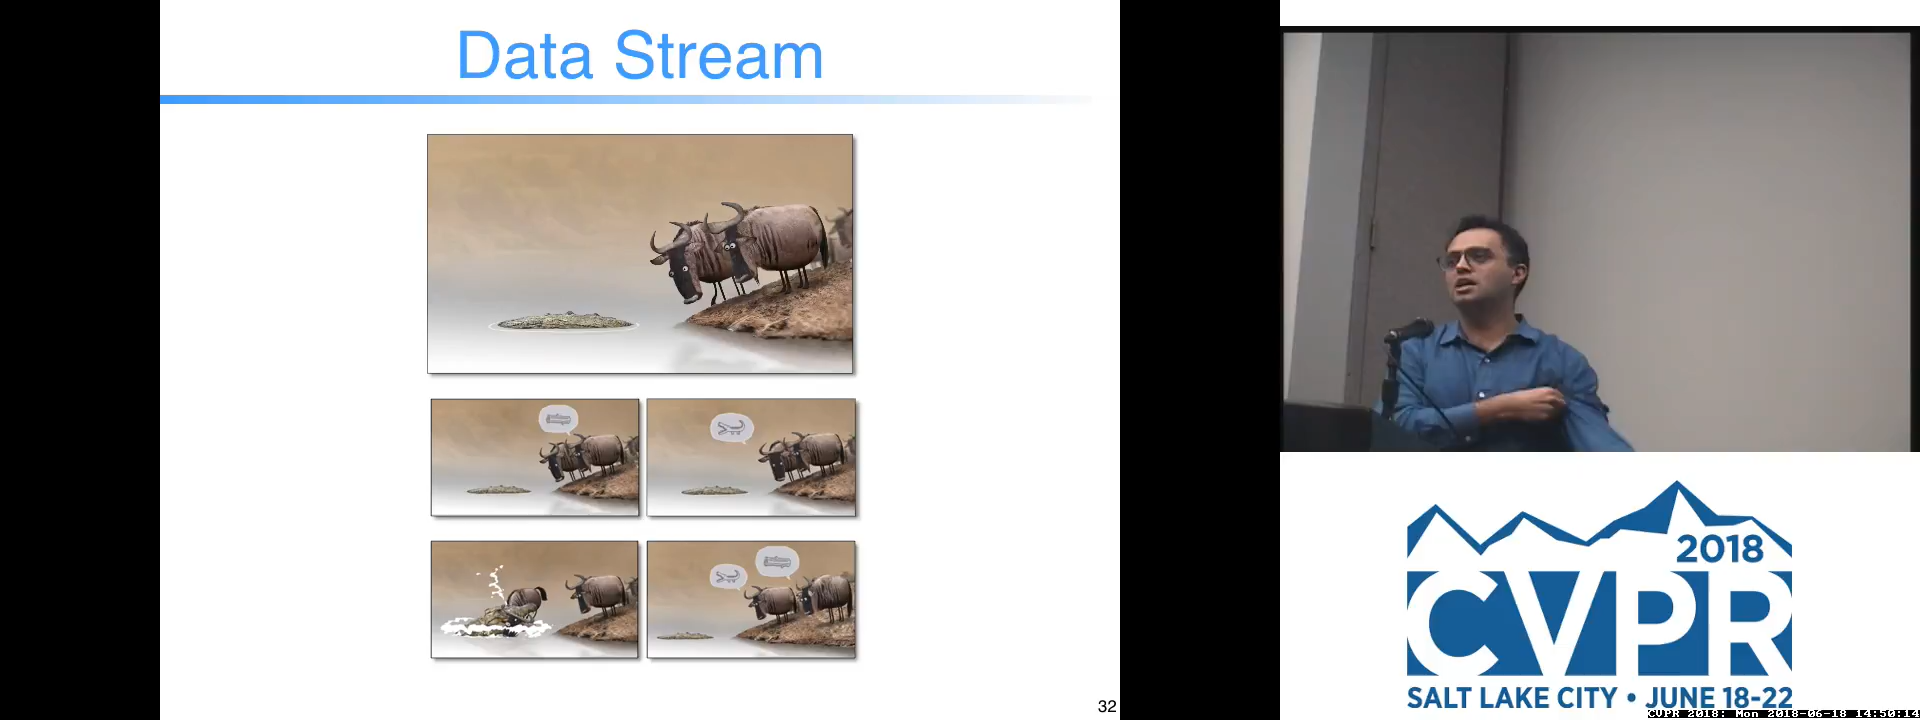 Data Stream
32
2018
CVPR
SALT LAKE CITY • JUNE 18-22
CVPR 2018: Mon 2018-06-18 14:50:14